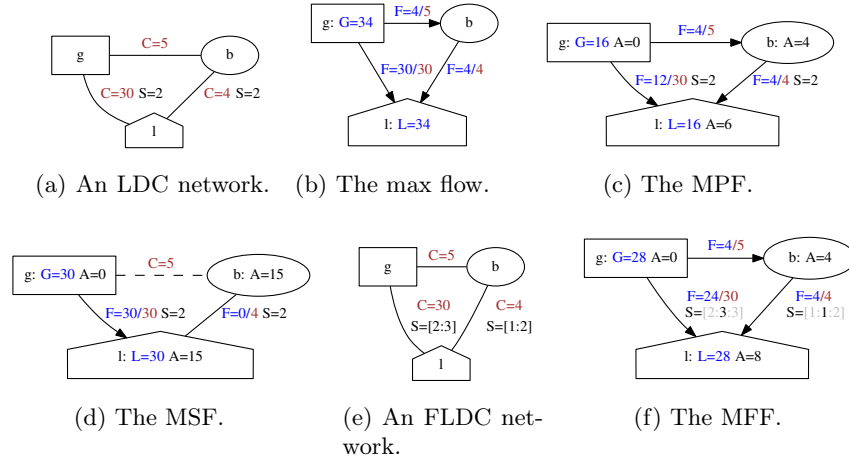 C=5
g
b
C=30 S=2
C=4 S=2
l
(a) An LDC network.
F=4/5
g: G=34
b
F=30/30
F=4/4
l: L=34
(b) The max flow.
F=4/5
g: G=16 A=0
b: A=4
F=12/30 S=2
F=4/4 S=2
l: L=16 A=6
(c) The MPF.
C=5
g: G=30 A=0
b: A=15
F=30/30 S=2
F=0/4 S=2
l: L=30 A=15
(d) The MSF.
C=5
g
b
C=30
S=[2:3]
C=4
S=[1:2]
l
(e) An FLDC net-
work.
F=4/5
g: G=28 A=0
b: A=4
F=24/30
S=[2:3:3]
F=4/4
S=[1:1:2]
l: L=28 A=8
(f) The MFF.